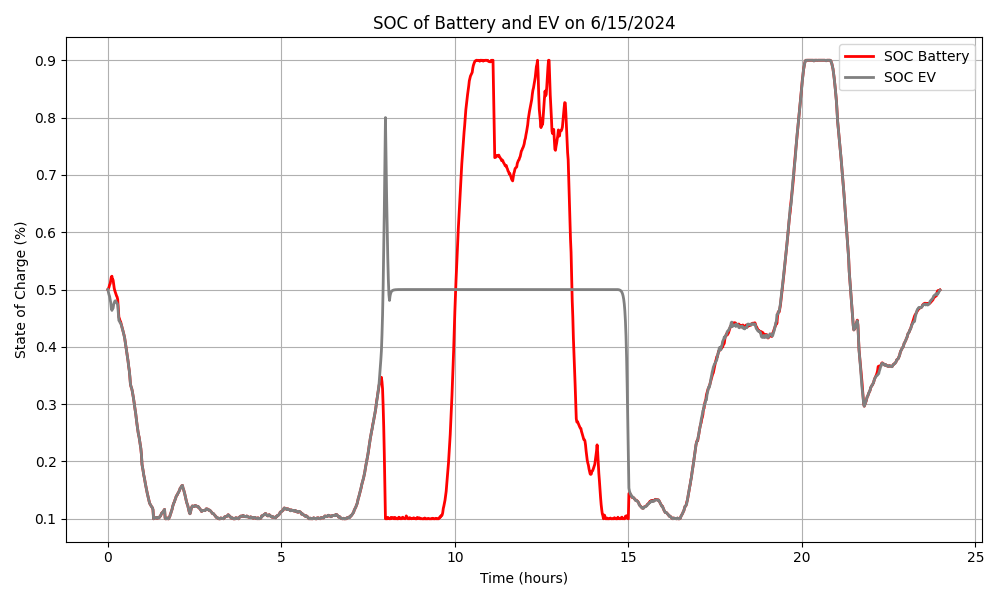 SOC of Battery and EV on 6/15/2024
SOC Battery
SOC EV
State of Charge (%)
0.9
0.8
0.7
0.6
0.5
0.4
0.3
0.2
0.1
0 5 10 15 20 25
Time (hours)